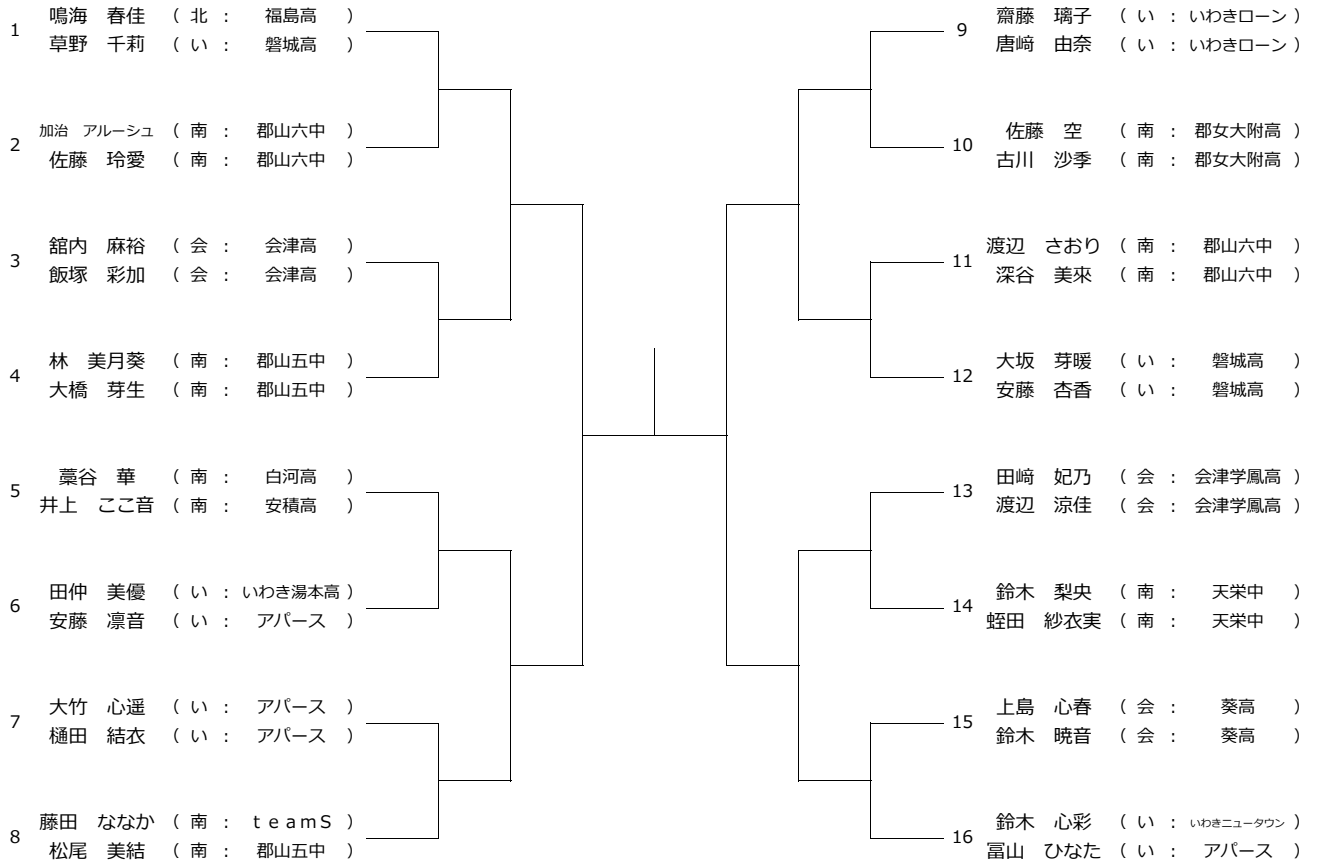 1 鳴海 春佳 ( 北 : 福島高 )
草野 千莉 ( い : 磐城高 )
2 加治 アルーシュ ( 南 : 郡山六中 )
佐藤 玲愛 ( 南 : 郡山六中 )
3 舘内 麻裕 ( 会 : 会津高 )
飯塚 彩加 ( 会 : 会津高 )
4 林 美月葵 ( 南 : 郡山五中 )
大橋 芽生 ( 南 : 郡山五中 )
5 藁谷 華 ( 南 : 白河高 )
井上 ここ音 ( 南 : 安積高 )
6 田仲 美優 ( い : いわき湯本高 )
安藤 凛音 ( い : アパース )
7 大竹 心遥 ( い : アパース )
樋田 結衣 ( い : アパース )
8 藤田 ななか ( 南 : ｔｅａｍＳ )
松尾 美結 ( 南 : 郡山五中 )
9 齋藤 璃子 ( い : いわきローン )
唐﨑 由奈 ( い : いわきローン )
10 佐藤 空 ( 南 : 郡女大附高 )
古川 沙季 ( 南 : 郡女大附高 )
11 渡辺 さおり ( 南 : 郡山六中 )
深谷 美來 ( 南 : 郡山六中 )
12 大坂 芽暖 ( い : 磐城高 )
安藤 杏香 ( い : 磐城高 )
13 田﨑 妃乃 ( 会 : 会津学鳳高 )
渡辺 涼佳 ( 会 : 会津学鳳高 )
14 鈴木 梨央 ( 南 : 天栄中 )
蛭田 紗衣実 ( 南 : 天栄中 )
15 上島 心春 ( 会 : 葵高 )
鈴木 暁音 ( 会 : 葵高 )
16 鈴木 心彩 ( い : いわきニュータウン )
冨山 ひなた ( い : アパース )